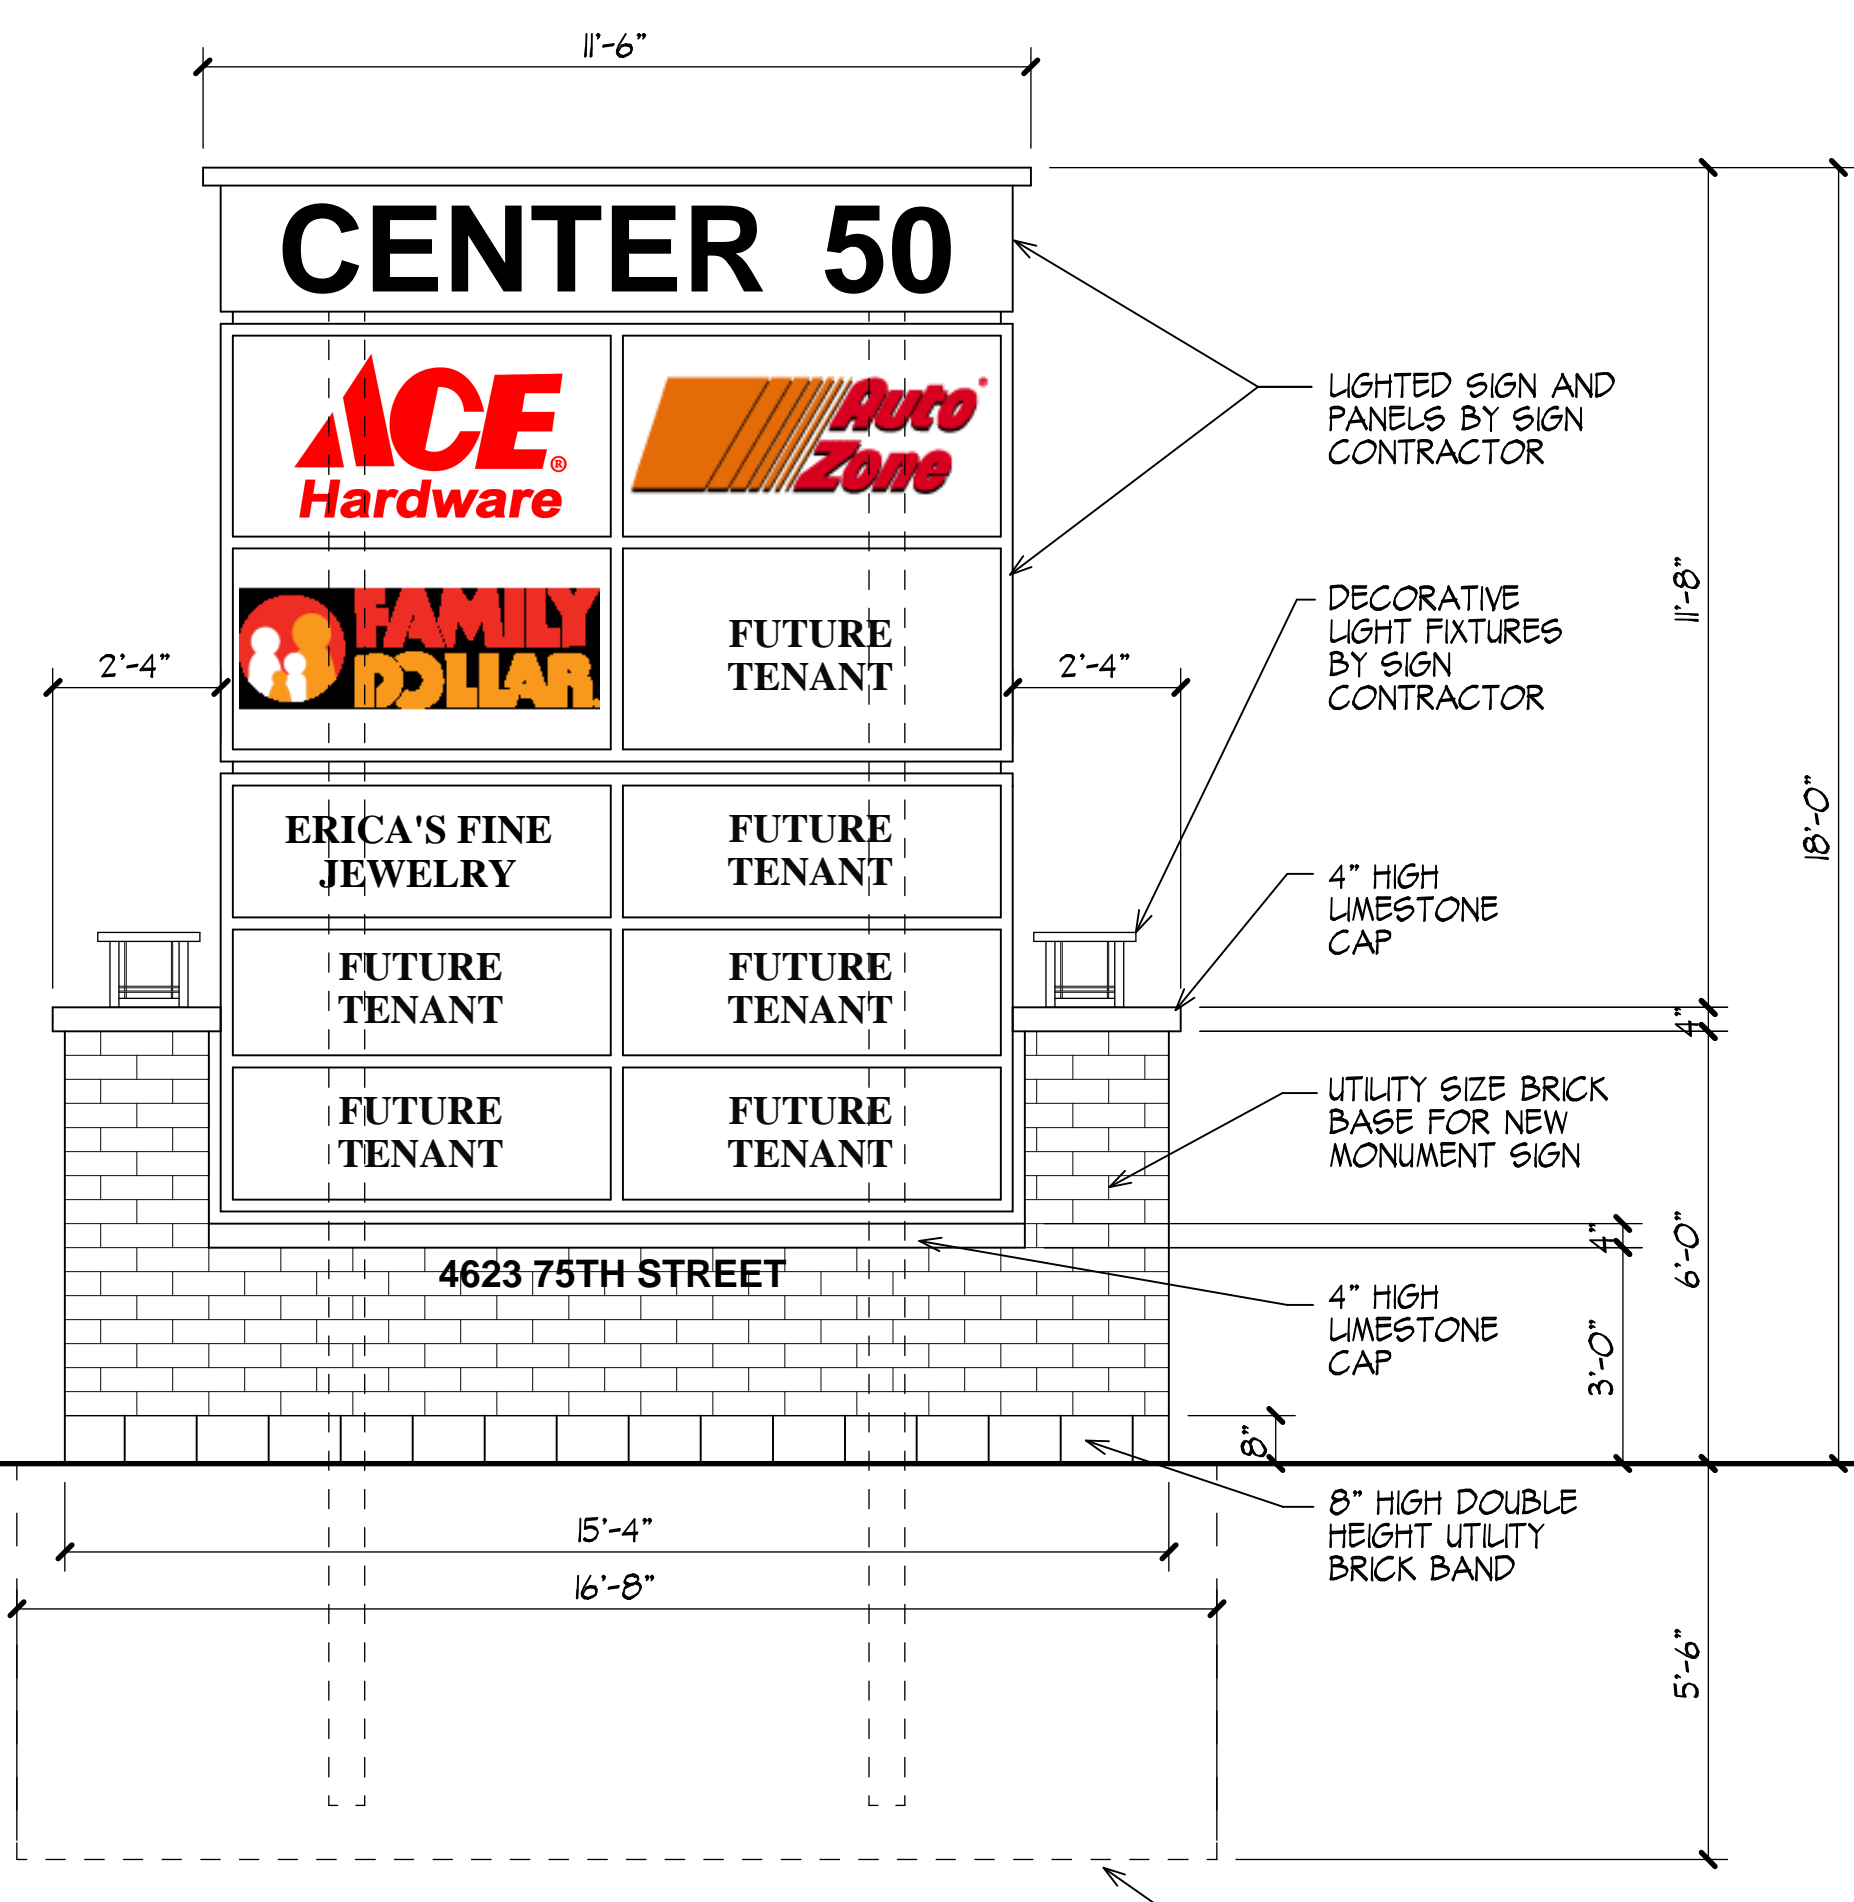 11'-6"
CENTER 50
ACE®
Hardware
Auto
Zone
LIGHTED SIGN AND
PANELS BY SIGN
CONTRACTOR
FAMILY
DOLLAR
FUTURE
TENANT
2'-4"
2'-4"
DECORATIVE
LIGHT FIXTURES
BY SIGN
CONTRACTOR
11'-8"
18'-0"
ERICA'S FINE
JEWELRY
FUTURE
TENANT
4" HIGH
LIMESTONE
CAP
FUTURE
TENANT
FUTURE
TENANT
4"
FUTURE
TENANT
FUTURE
TENANT
UTILITY SIZE BRICK
BASE FOR NEW
MONUMENT SIGN
4"
6'-0"
4623 75TH STREET
4" HIGH
LIMESTONE
CAP
3'-0"
8"
8" HIGH DOUBLE
HEIGHT UTILITY
BRICK BAND
15'-4"
16'-8"
5'-6"